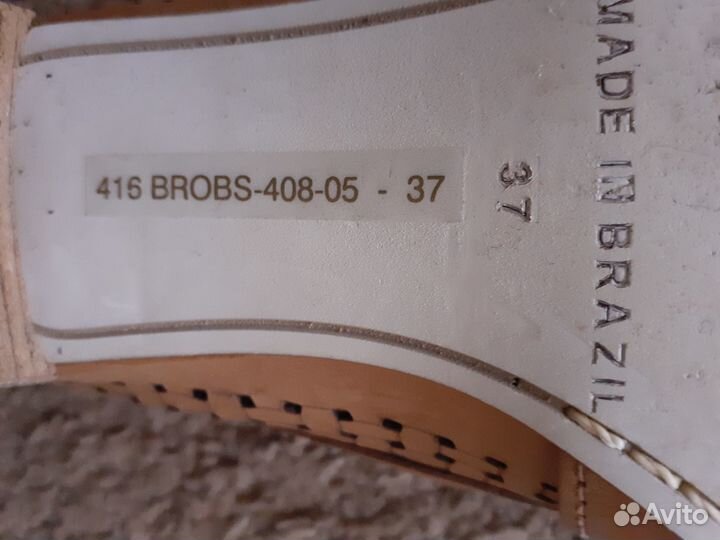 416 BROBS-408-05 - 37
37
MADE IN BRAZIL
Avito